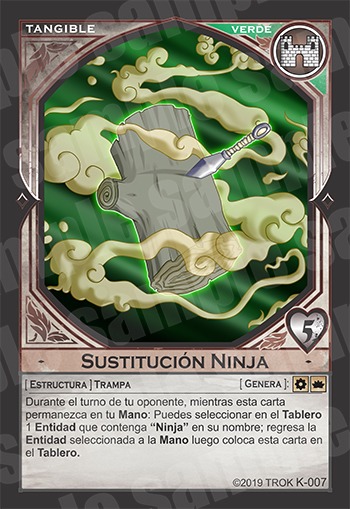 TANGIBLE VERDE
5
SUSTITUCIÓN NINJA
[ ESTRUCTURA ] TRAMPA [ GENERA ]:
Durante el turno de tu oponente, mientras esta carta
permanezca en tu Mano: Puedes seleccionar en el Tablero
1 Entidad que contenga “Ninja” en su nombre; regresa la
Entidad seleccionada a la Mano luego coloca esta carta en
el Tablero.
©2019 TROK K-007